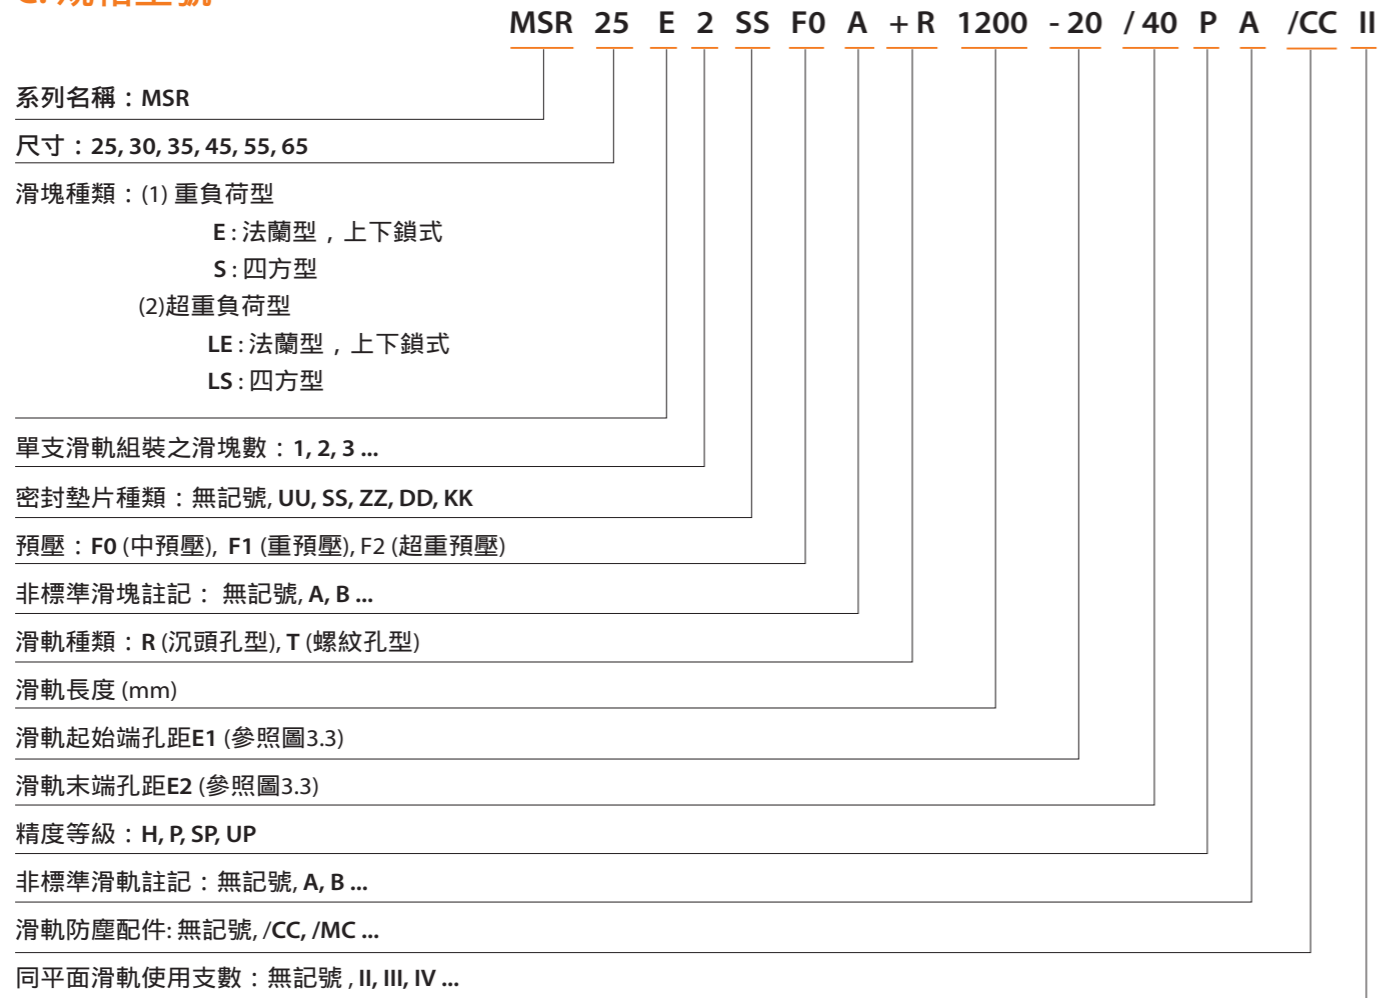 C. 規格型號
MSR 25 E 2 SS F0 A + R 1200 - 20 / 40 P A /CC II
系列名稱：MSR
尺寸：25, 30, 35, 45, 55, 65
滑塊種類：(1) 重負荷型
E : 法蘭型，上下鎖式
S : 四方型
(2)超重負荷型
LE : 法蘭型，上下鎖式
LS : 四方型
單支滑軌組裝之滑塊數：1, 2, 3 ...
密封墊片種類：無記號, UU, SS, ZZ, DD, KK
預壓：F0 (中預壓), F1 (重預壓), F2 (超重預壓)
非標準滑塊註記： 無記號, A, B ...
滑軌種類：R (沉頭孔型), T (螺紋孔型)
滑軌長度 (mm)
滑軌起始端孔距E1 (參照圖3.3)
滑軌末端孔距E2 (參照圖3.3)
精度等級：H, P, SP, UP
非標準滑軌註記：無記號, A, B ...
滑軌防塵配件: 無記號, /CC, /MC ...
同平面滑軌使用支數：無記號 , II, III, IV ...